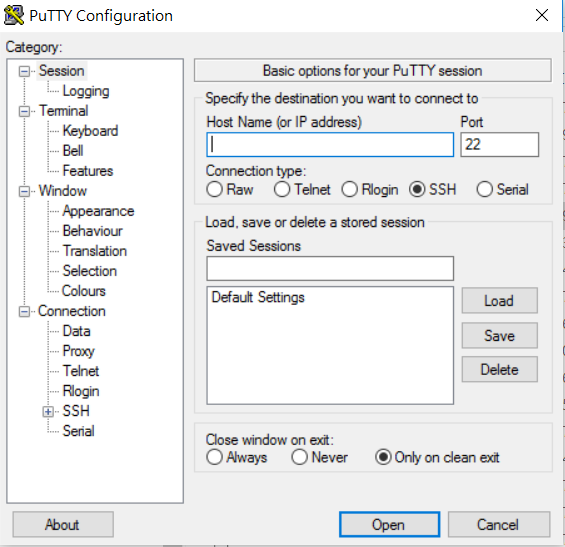 PuTTY Configuration
Category:
Session
Logging
Terminal
Keyboard
Bell
Features
Window
Appearance
Behaviour
Translation
Selection
Colours
Connection
Data
Proxy
Telnet
Rlogin
SSH
Serial
Basic options for your PuTTY session
Specify the destination you want to connect to
Host Name (or IP address) Port
22
Connection type:
Raw Telnet Rlogin SSH Serial
Load, save or delete a stored session
Saved Sessions
Default Settings
Load
Save
Delete
Close window on exit:
Always Never Only on clean exit
About Open Cancel